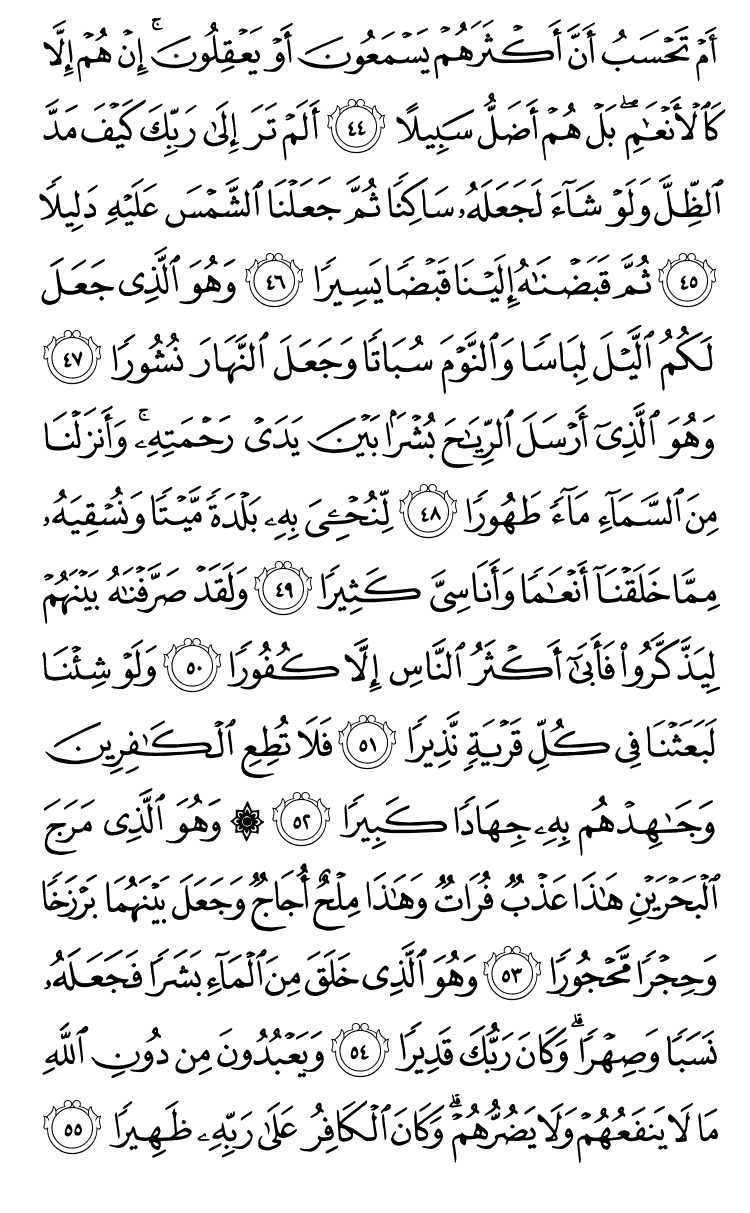 أَمۡ تَحۡسَبُ أَنَّ أَكۡثَرَهُمۡ يَسۡمَعُونَ أَوۡ يَعۡقِلُونَۚ إِنۡ هُمۡ إِلَّا
كَٱلۡأَنۡعَٰمِۖ بَلۡ هُمۡ أَضَلُّ سَبِيلًا ٤٤ أَلَمۡ تَرَ إِلَىٰ رَبِّكَ كَيۡفَ مَدَّ
ٱلظِّلَّ وَلَوۡ شَآءَ لَجَعَلَهُۥ سَاكِنٗا ثُمَّ جَعَلۡنَا ٱلشَّمۡسَ عَلَيۡهِ دَلِيلٗا
٤٥ ثُمَّ قَبَضۡنَٰهُ إِلَيۡنَا قَبۡضٗا يَسِيرٗا ٤٦ وَهُوَ ٱلَّذِي جَعَلَ
لَكُمُ ٱلَّيۡلَ لِبَاسٗا وَٱلنَّوۡمَ سُبَاتٗا وَجَعَلَ ٱلنَّهَارَ نُشُورٗا ٤٧
وَهُوَ ٱلَّذِيٓ أَرۡسَلَ ٱلرِّيَٰحَ بُشۡرَۢا بَيۡنَ يَدَيۡ رَحۡمَتِهِۦۚ وَأَنزَلۡنَا
مِنَ ٱلسَّمَآءِ مَآءٗ طَهُورٗا ٤٨ لِّنُحۡـِۧيَ بِهِۦ بَلۡدَةٗ مَّيۡتٗا وَنُسۡقِيَهُۥ
مِمَّا خَلَقۡنَآ أَنۡعَٰمٗا وَأَنَاسِيَّ كَثِيرٗا ٤٩ وَلَقَدۡ صَرَّفۡنَٰهُ بَيۡنَهُمۡ
لِيَذَّكَّرُواْ فَأَبَىٰٓ أَكۡثَرُ ٱلنَّاسِ إِلَّا كُفُورٗا ٥٠ وَلَوۡ شِئۡنَا
لَبَعَثۡنَا فِي كُلِّ قَرۡيَةٖ نَّذِيرٗا ٥١ فَلَا تُطِعِ ٱلۡكَٰفِرِينَ
وَجَٰهِدۡهُم بِهِۦ جِهَادٗا كَبِيرٗا ٥٢ ۞ وَهُوَ ٱلَّذِي مَرَجَ
ٱلۡبَحۡرَيۡنِ هَٰذَا عَذۡبٞ فُرَاتٞ وَهَٰذَا مِلۡحٌ أُجَاجٞ وَجَعَلَ بَيۡنَهُمَا بَرۡزَخٗا
وَحِجۡرٗا مَّحۡجُورٗا ٥٣ وَهُوَ ٱلَّذِي خَلَقَ مِنَ ٱلۡمَآءِ بَشَرٗا فَجَعَلَهُۥ
نَسَبٗا وَصِهۡرٗاۗ وَكَانَ رَبُّكَ قَدِيرٗا ٥٤ وَيَعۡبُدُونَ مِن دُونِ ٱللَّهِ
مَا لَا يَنفَعُهُمۡ وَلَا يَضُرُّهُمۡۗ وَكَانَ ٱلۡكَافِرُ عَلَىٰ رَبِّهِۦ ظَهِيرٗا ٥٥